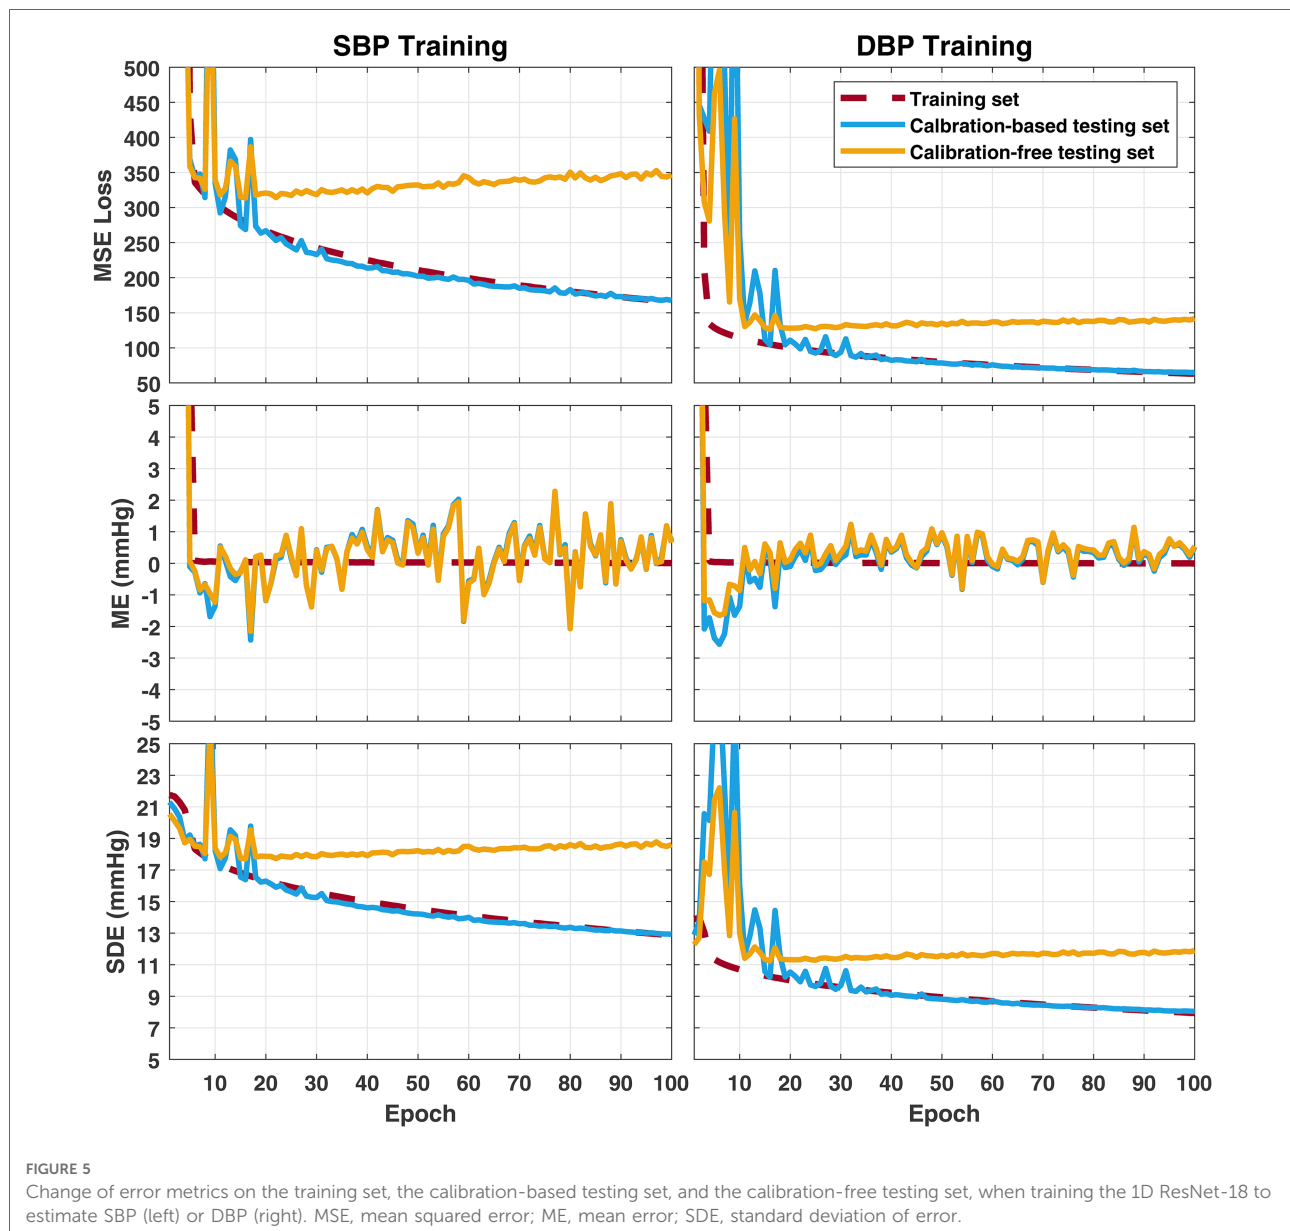 SBP Training
DBP Training
500
450
400
350
300
250
200
150
100
50
MSE Loss
Training set
Calbration-based testing set
Calibration-free testing set
5
4
3
2
1
0
-1
-2
-3
-4
-5
ME (mmHg)
25
23
21
19
17
15
13
11
9
7
5
SDE (mmHg)
10 20 30 40 50 60 70 80 90 100
10 20 30 40 50 60 70 80 90 100
Epoch
Epoch
FIGURE 5
Change of error metrics on the training set, the calibration-based testing set, and the calibration-free testing set, when training the 1D ResNet-18 to
estimate SBP (left) or DBP (right). MSE, mean squared error; ME, mean error; SDE, standard deviation of error.